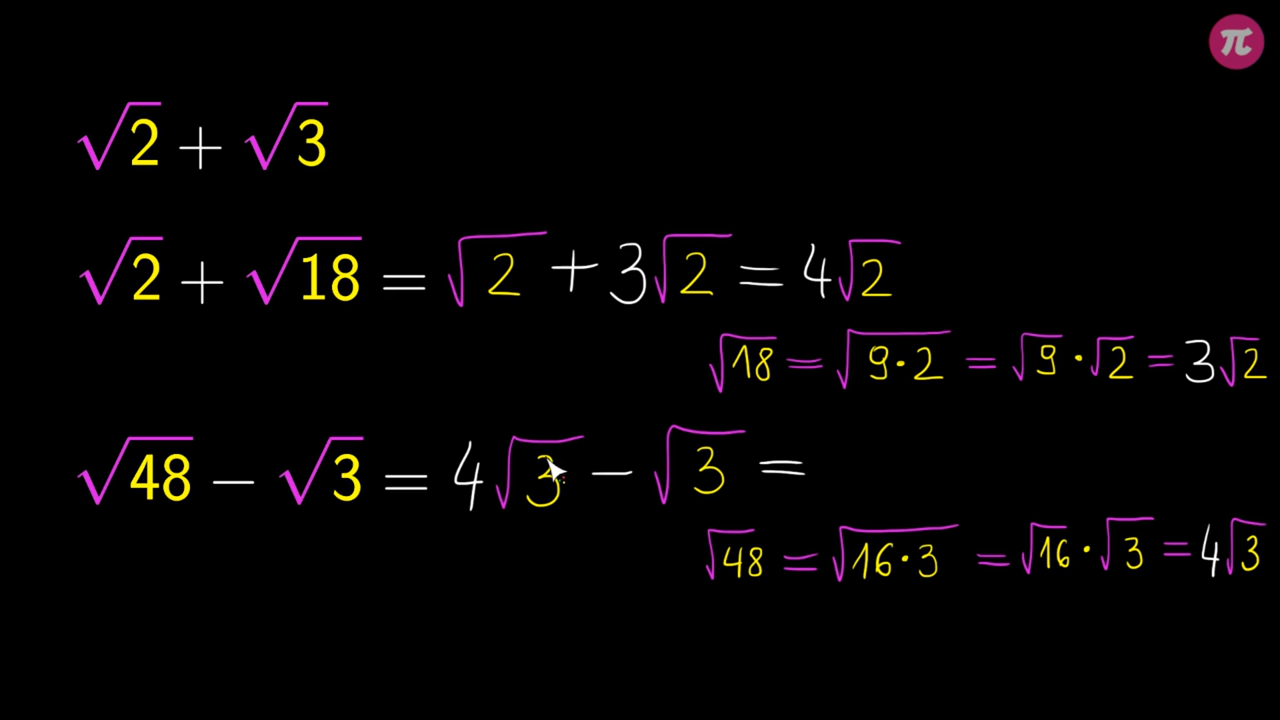 π
√2 + √3
√2 + √18 = √2 + 3√2 = 4√2
√18 = √(9·2) = √9 · √2 = 3√2
√48 − √3 = 4√3 − √3 =
√48 = √(16·3) = √16 · √3 = 4√3